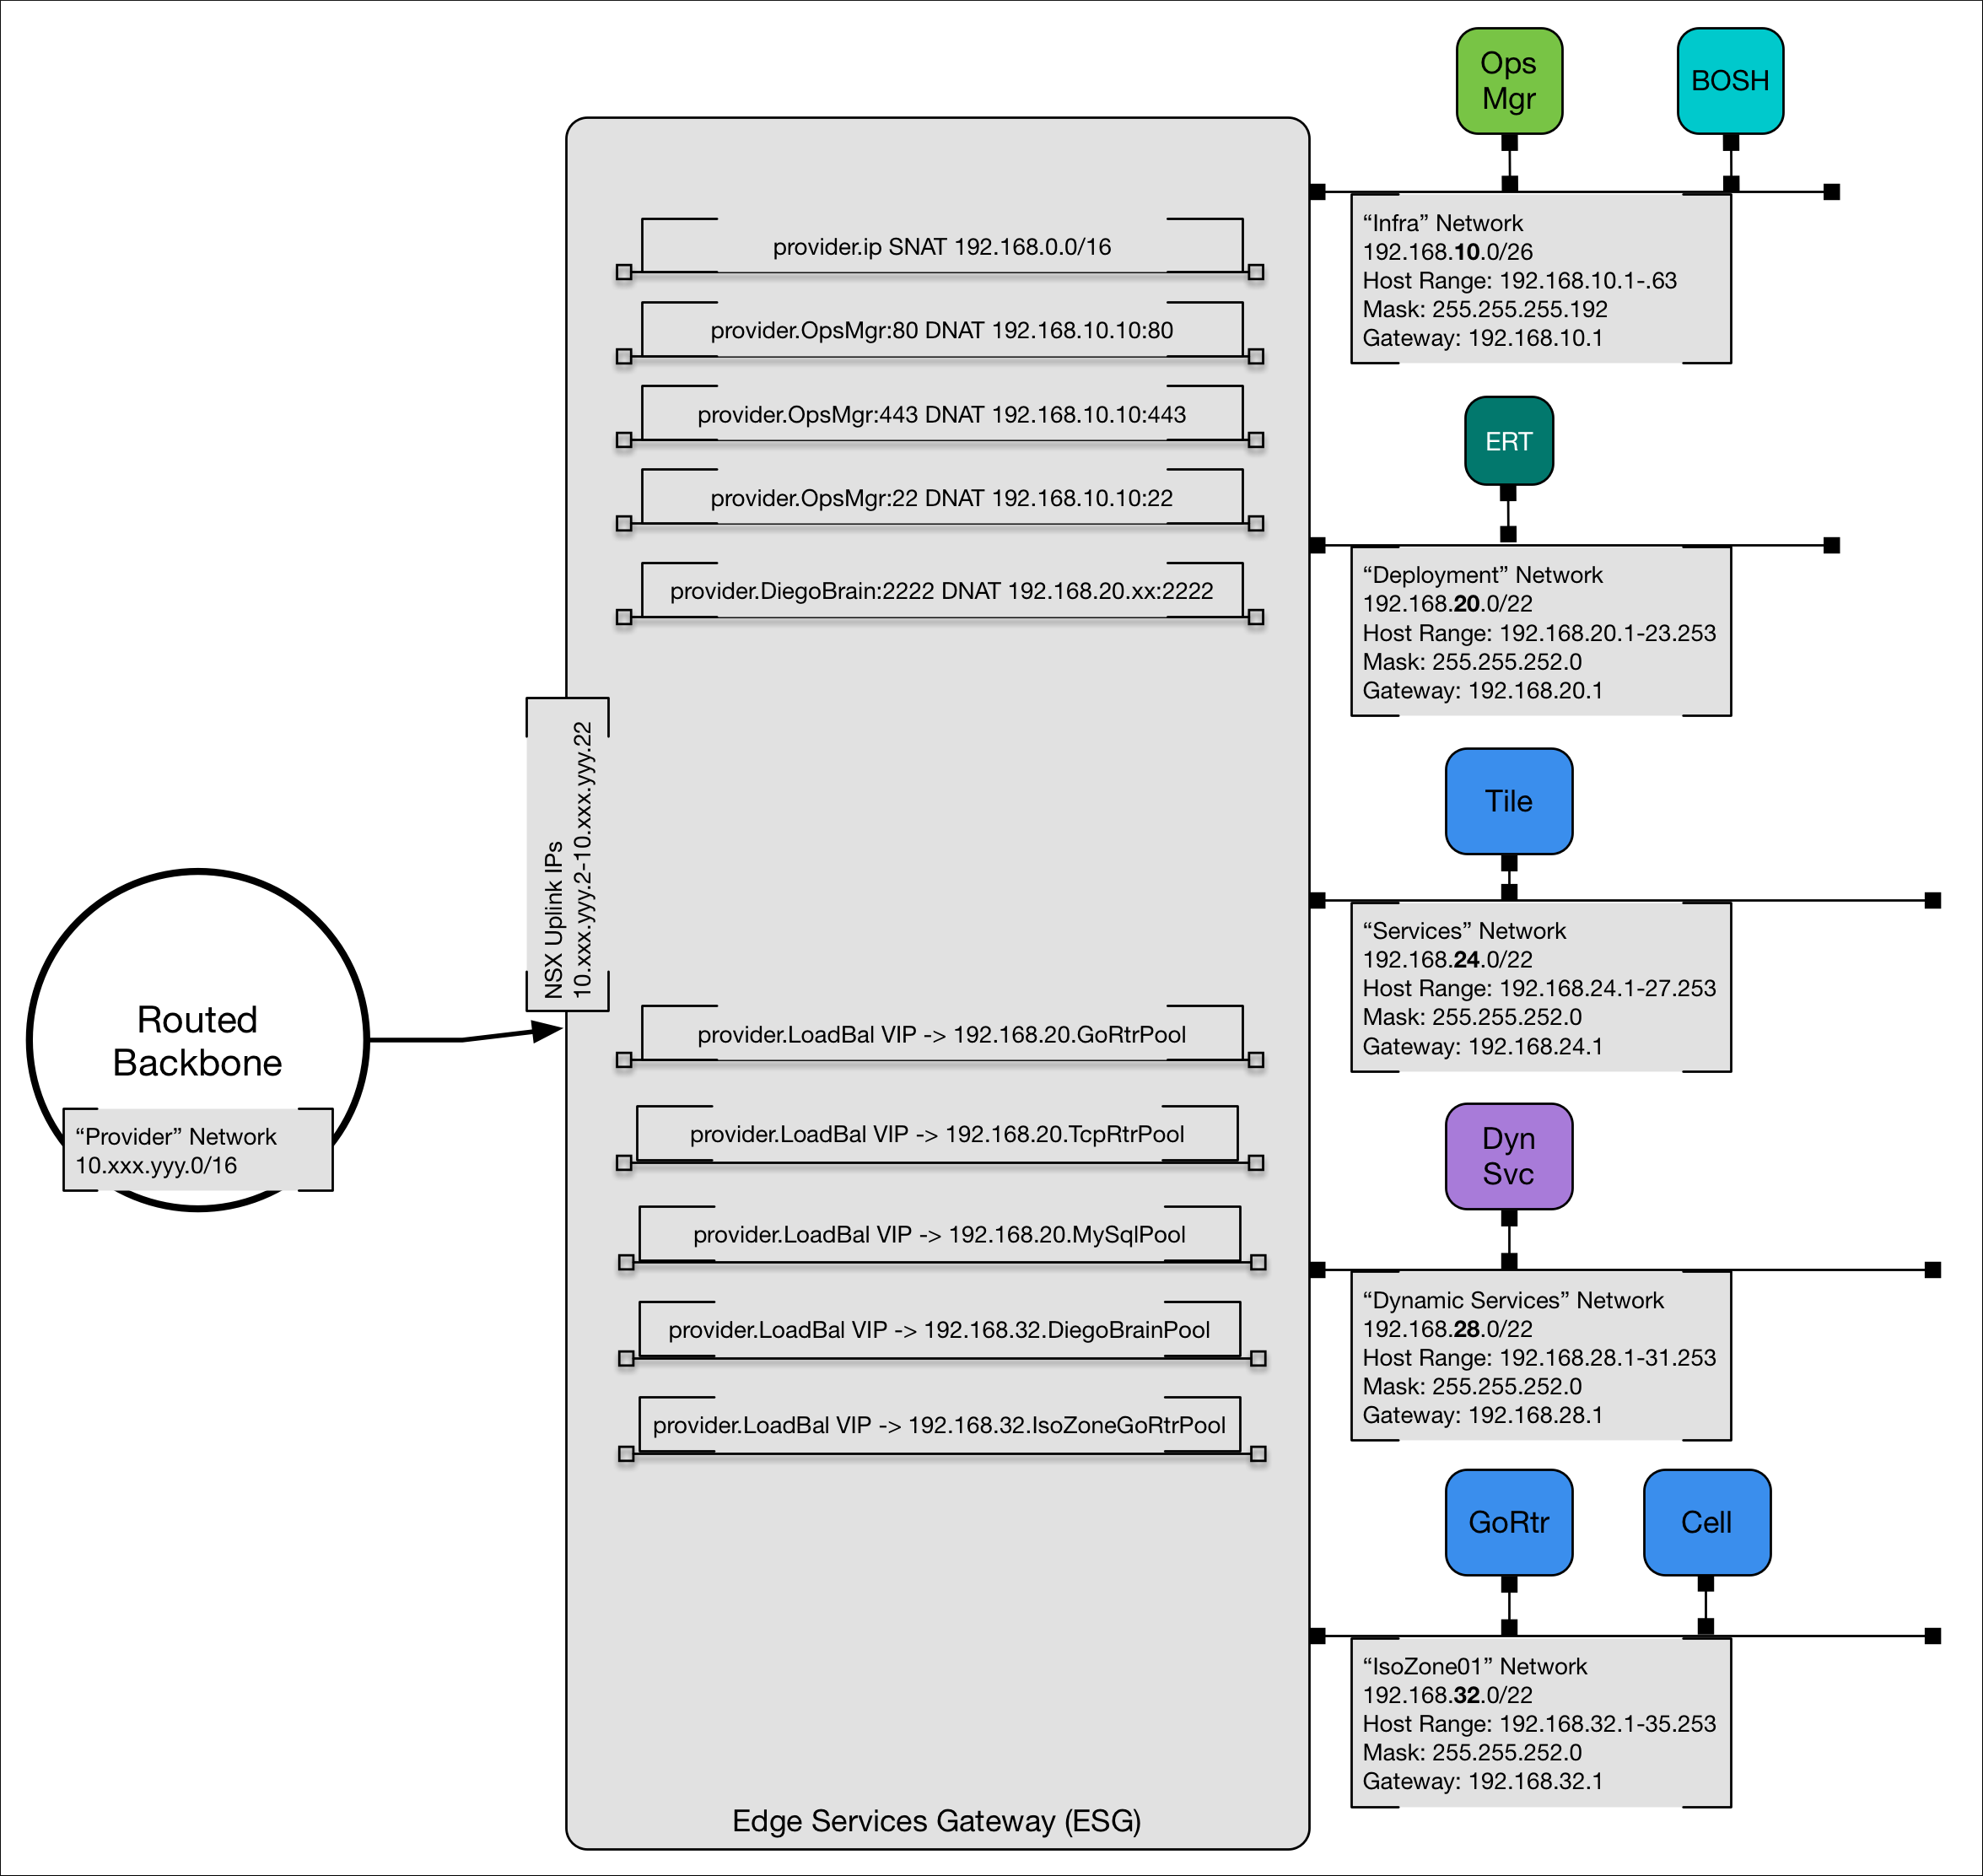 Ops
Mgr
BOSH
“Infra” Network
192.168.10.0/26
Host Range: 192.168.10.1-.63
Mask: 255.255.255.192
Gateway: 192.168.10.1
provider.ip SNAT 192.168.0.0/16
provider.OpsMgr:80 DNAT 192.168.10.10:80
provider.OpsMgr:443 DNAT 192.168.10.10:443
provider.OpsMgr:22 DNAT 192.168.10.10:22
provider.DiegoBrain:2222 DNAT 192.168.20.xx:2222
ERT
“Deployment” Network
192.168.20.0/22
Host Range: 192.168.20.1-23.253
Mask: 255.255.252.0
Gateway: 192.168.20.1
NSX Uplink IPs
10.xxx.yyy.2-10.xxx.yyy.22
Tile
“Services” Network
192.168.24.0/22
Host Range: 192.168.24.1-27.253
Mask: 255.255.252.0
Gateway: 192.168.24.1
Routed
Backbone
“Provider” Network
10.xxx.yyy.0/16
provider.LoadBal VIP -> 192.168.20.GoRtrPool
provider.LoadBal VIP -> 192.168.20.TcpRtrPool
provider.LoadBal VIP -> 192.168.20.MySqlPool
provider.LoadBal VIP -> 192.168.32.DiegoBrainPool
provider.LoadBal VIP -> 192.168.32.IsoZoneGoRtrPool
Dyn
Svc
“Dynamic Services” Network
192.168.28.0/22
Host Range: 192.168.28.1-31.253
Mask: 255.255.252.0
Gateway: 192.168.28.1
GoRtr
Cell
“IsoZone01” Network
192.168.32.0/22
Host Range: 192.168.32.1-35.253
Mask: 255.255.252.0
Gateway: 192.168.32.1
Edge Services Gateway (ESG)